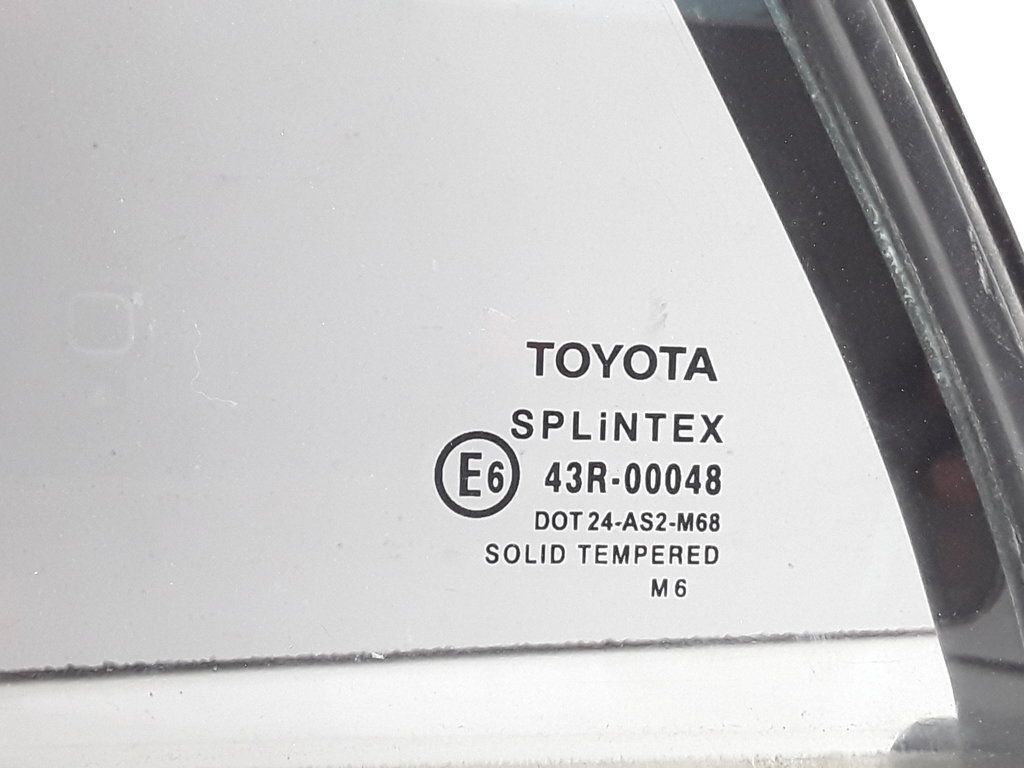 TOYOTA
SPLiNTEX
E6 43R-00048
DOT 24-AS2-M68
SOLID TEMPERED
M6